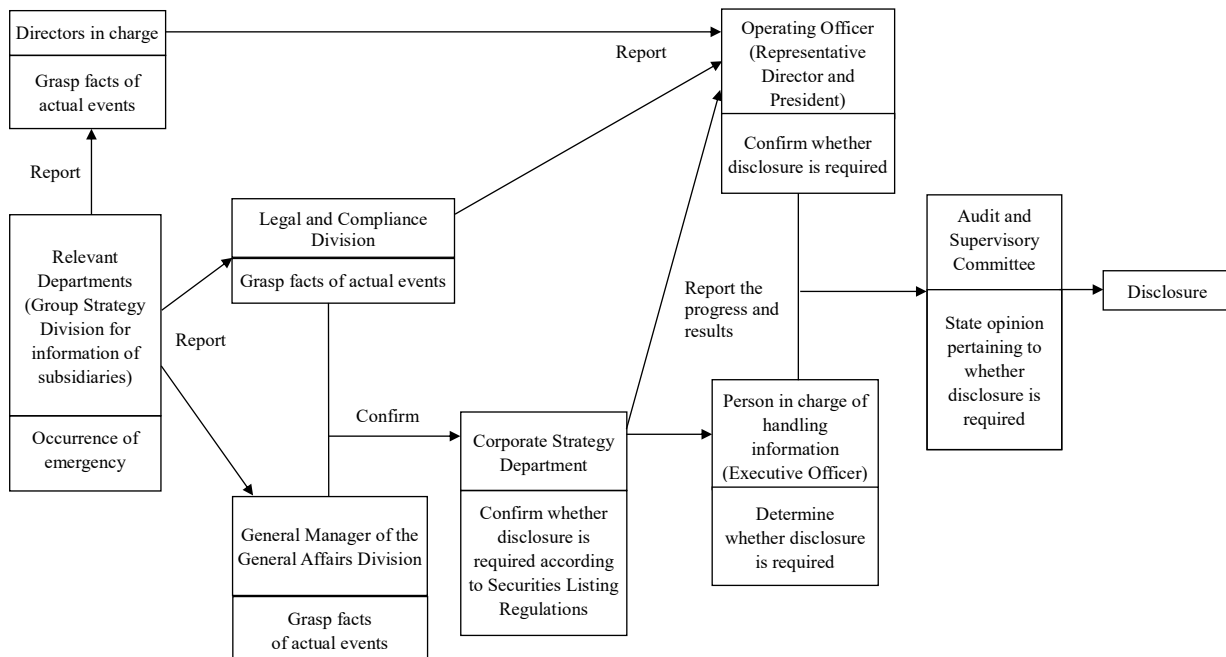 Directors in charge
Grasp facts of
actual events
Report
Relevant
Departments
(Group Strategy
Division for
information of
subsidiaries)
Occurrence of
emergency
Report
Legal and Compliance
Division
Grasp facts of actual events
General Manager of the
General Affairs Division
Grasp facts
of actual events
Confirm
Corporate Strategy
Department
Confirm whether
disclosure is
required according
to Securities Listing
Regulations
Report
Report the
progress and
results
Operating Officer
(Representative
Director and
President)
Confirm whether
disclosure is required
Person in charge of
handling
information
(Executive Officer)
Determine
whether disclosure
is required
Audit and
Supervisory
Committee
State opinion
pertaining to
whether
disclosure is
required
Disclosure